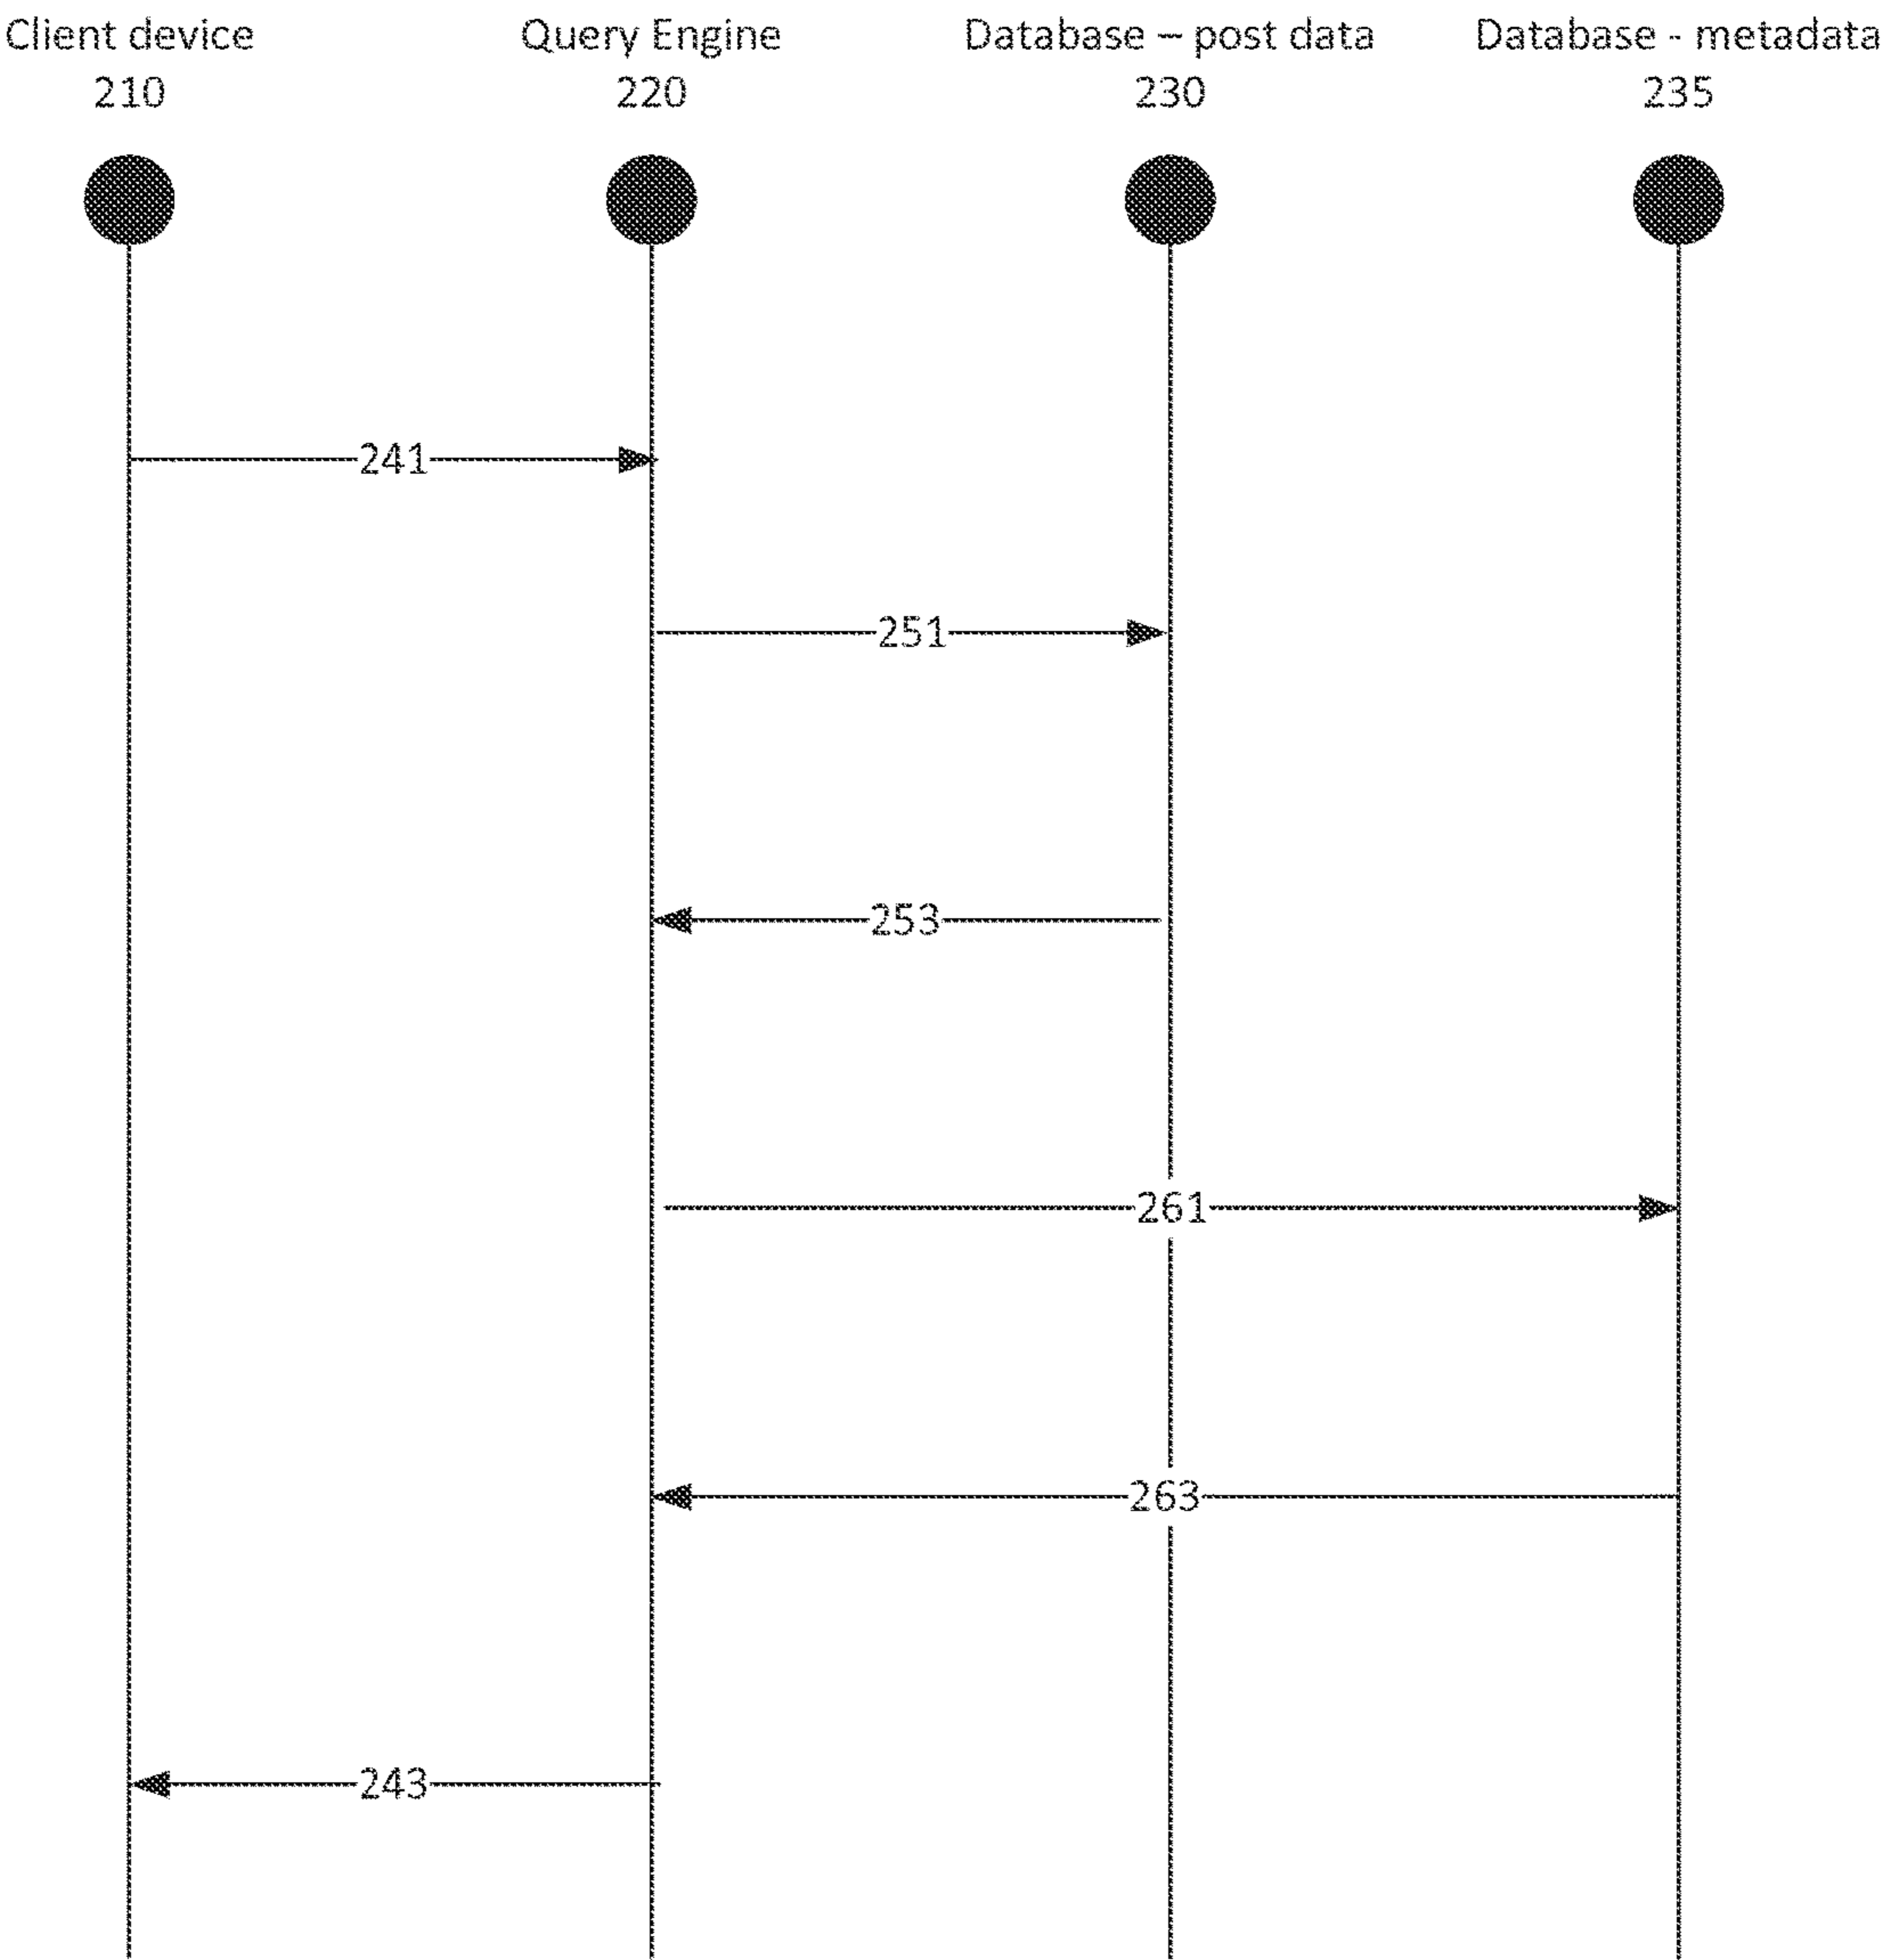 Client device
210
Query Engine
220
Database – post data
230
Database - metadata
235
241
251
253
261
263
243